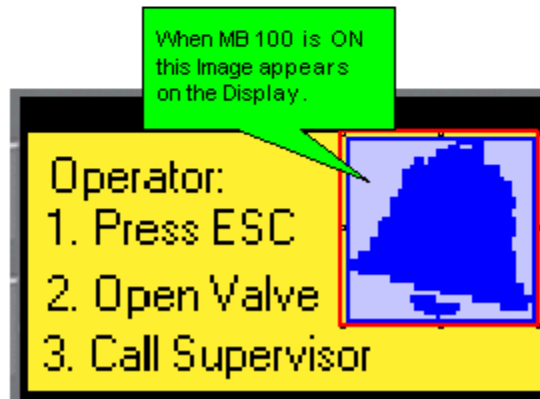 When MB 100 is ON
this Image appears
on the Display.
Operator:
1. Press ESC
2. Open Valve
3. Call Supervisor